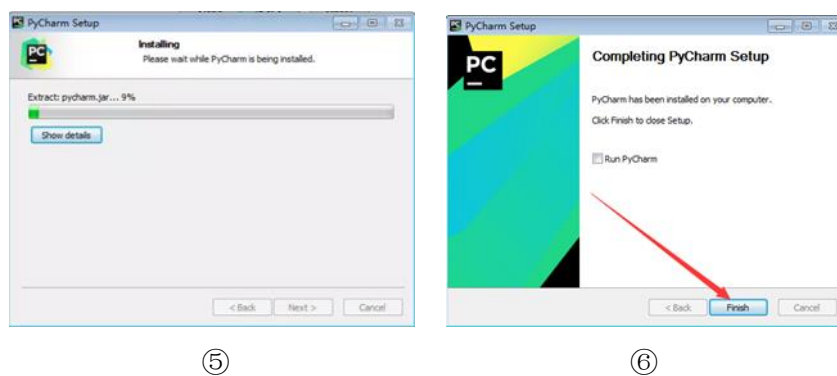 PyCharm Setup
Installing
Please wait while PyCharm is being installed.
Extract: pycharm.jar... 9%
Show details
< Back
Next >
Cancel
⑤
PyCharm Setup
PC
Completing PyCharm Setup
PyCharm has been installed on your computer.
Click Finish to close Setup.
Run PyCharm
< Back
Finish
Cancel
⑥